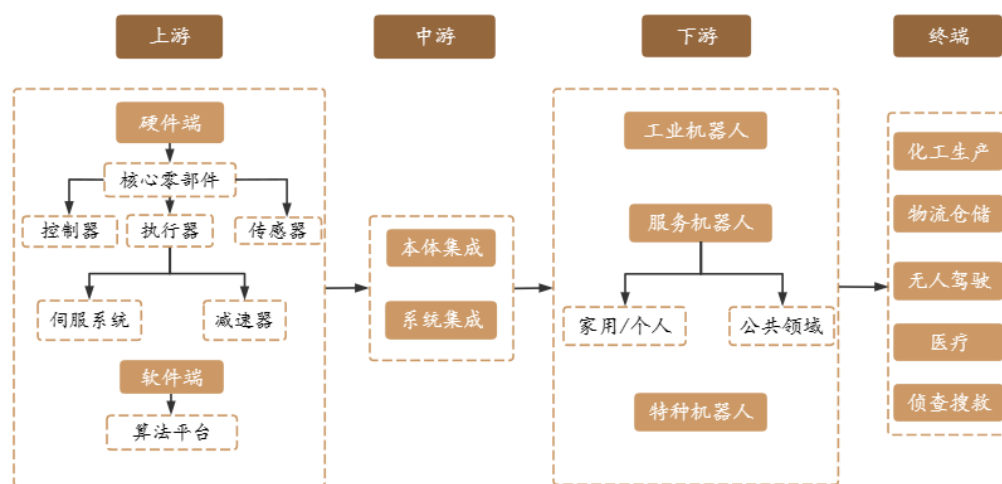 上游
中游
下游
终端
硬件端
核心零部件
控制器
执行器
传感器
伺服系统
减速器
软件端
算法平台
本体集成
系统集成
工业机器人
服务机器人
家用/个人
公共领域
特种机器人
化工生产
物流仓储
无人驾驶
医疗
侦查搜救